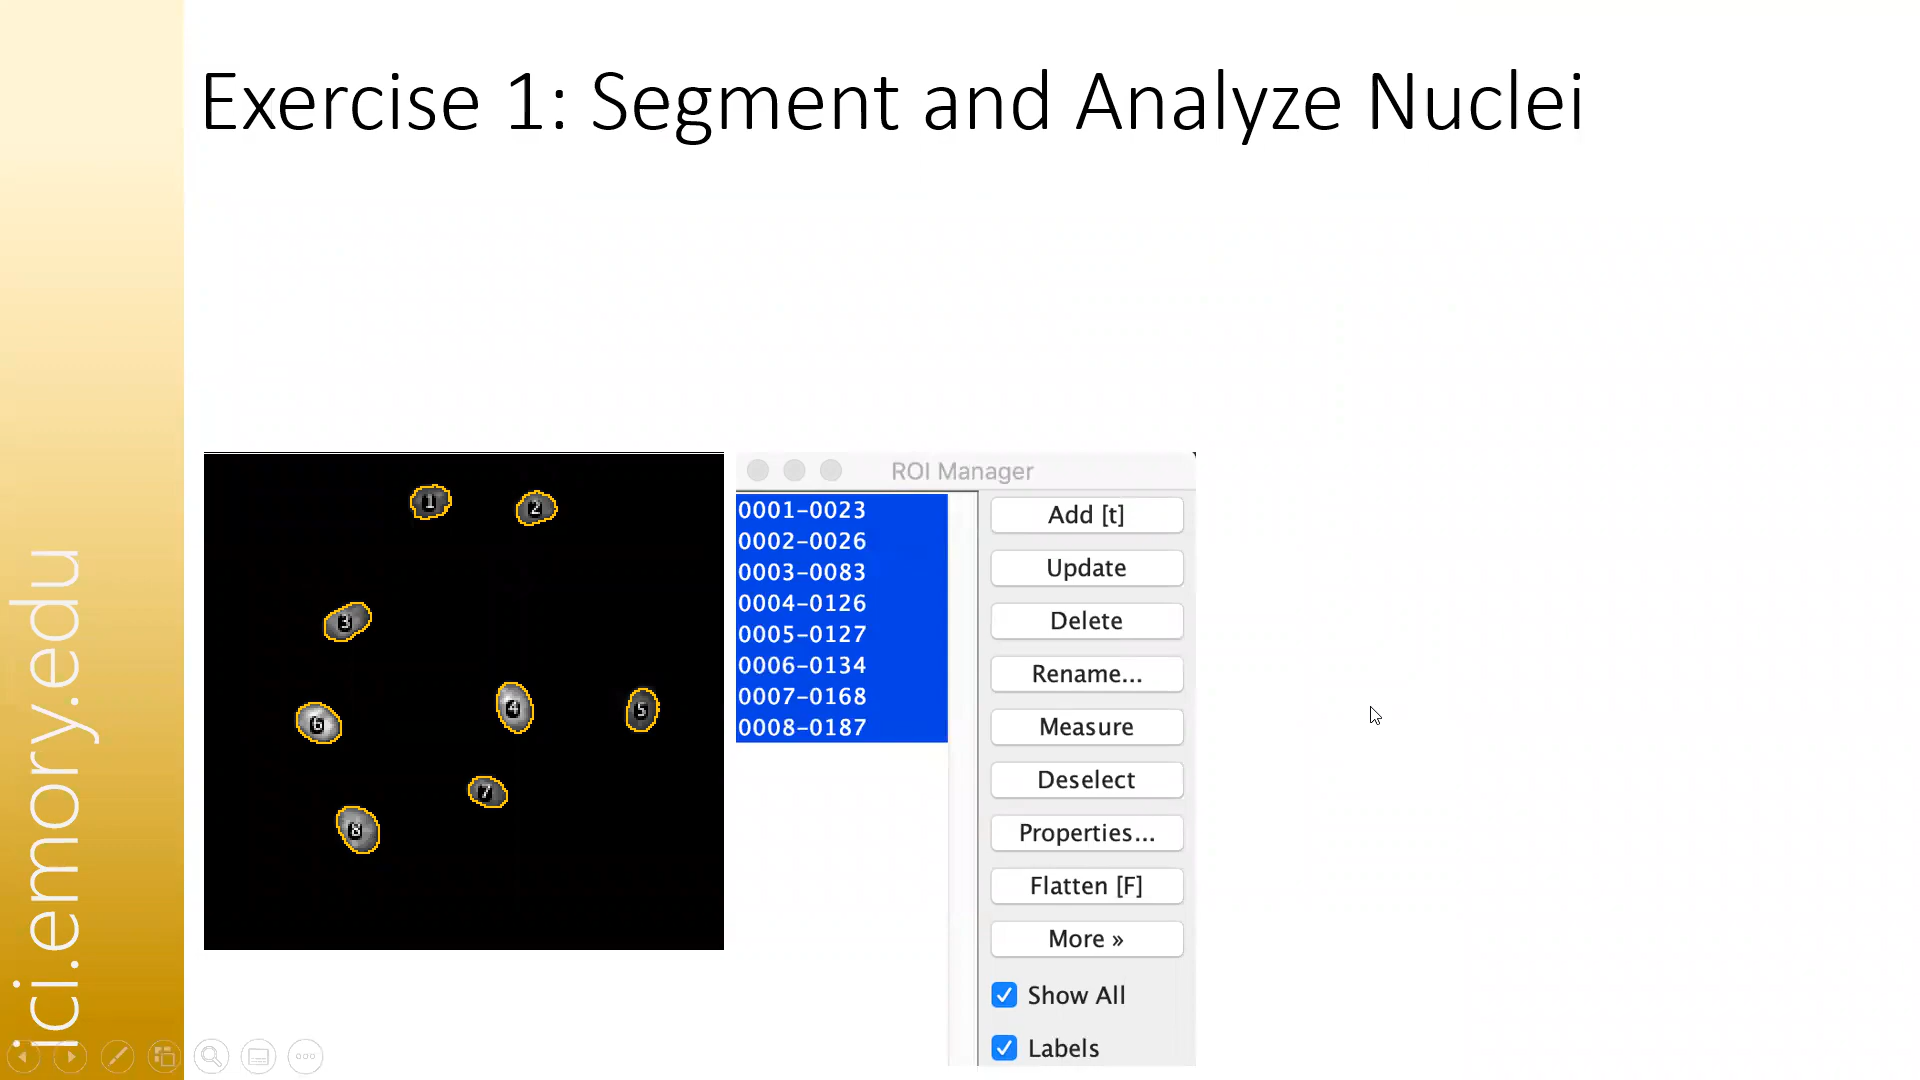 Exercise 1: Segment and Analyze Nuclei
ici.emory.edu
1
2
3
4
5
6
7
8
ROI Manager
0001-0023
0002-0026
0003-0083
0004-0126
0005-0127
0006-0134
0007-0168
0008-0187
Add [t]
Update
Delete
Rename...
Measure
Deselect
Properties...
Flatten [F]
More »
Show All
Labels